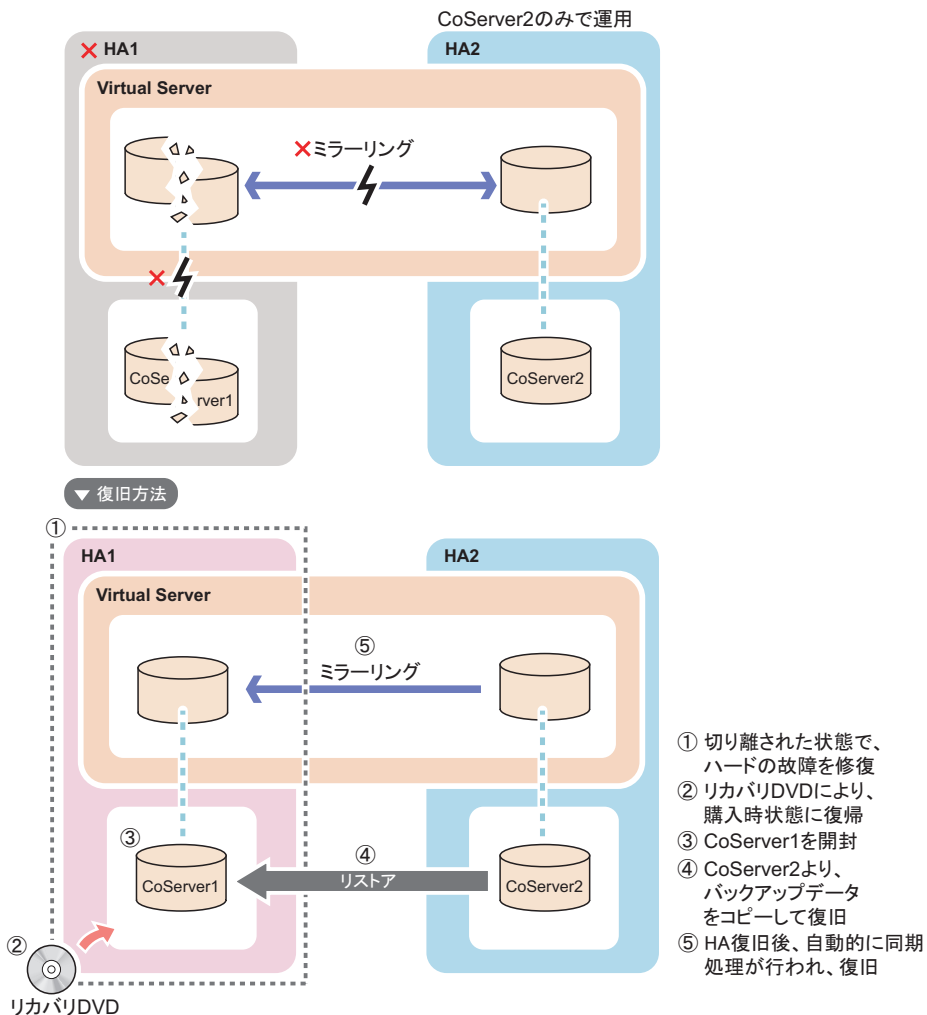 CoServer2のみで運用
HA1
HA2
Virtual Server
ミラーリング
CoSe
rver1
CoServer2
復旧方法
①
HA1
HA2
Virtual Server
⑤
ミラーリング
③
④
CoServer1
リストア
CoServer2
②
リカバリDVD
① 切り離された状態で、
ハードの故障を修復
② リカバリDVDにより、
購入時状態に復帰
③ CoServer1を開封
④ CoServer2より、
バックアップデータ
をコピーして復旧
⑤ HA復旧後、自動的に同期
処理が行われ、復旧